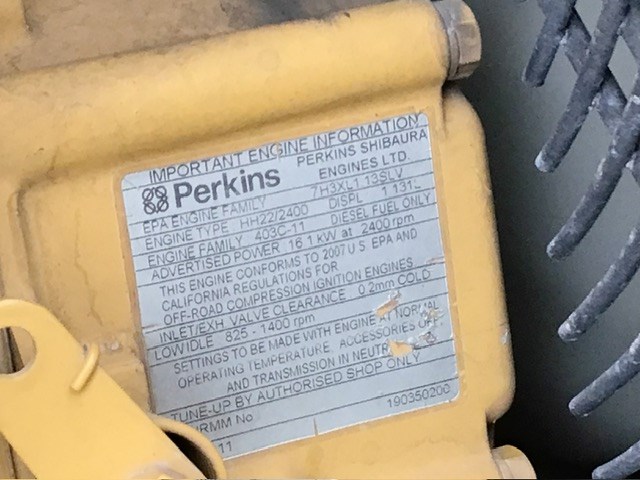 IMPORTANT ENGINE INFORMATION
Perkins PERKINS SHIBAURA
ENGINES LTD.
EPA ENGINE FAMILY 7H3XL1.13SLV
ENGINE TYPE HH22/2400 DISPL 1.131L
ENGINE FAMILY 403C-11 DIESEL FUEL ONLY
ADVERTISED POWER 16.1 kW at 2400 rpm
THIS ENGINE CONFORMS TO 2007 U.S. EPA AND
CALIFORNIA REGULATIONS FOR
OFF-ROAD COMPRESSION IGNITION ENGINES
INLET/EXH VALVE CLEARANCE 0.2mm COLD
LOW IDLE 825 - 1400 rpm
SETTINGS TO BE MADE WITH ENGINE AT NORMAL
OPERATING TEMPERATURE ACCESSORIES
AND TRANSMISSION IN
TUNE-UP BY AUTHORISED SHOP ONLY
No 190350200
11